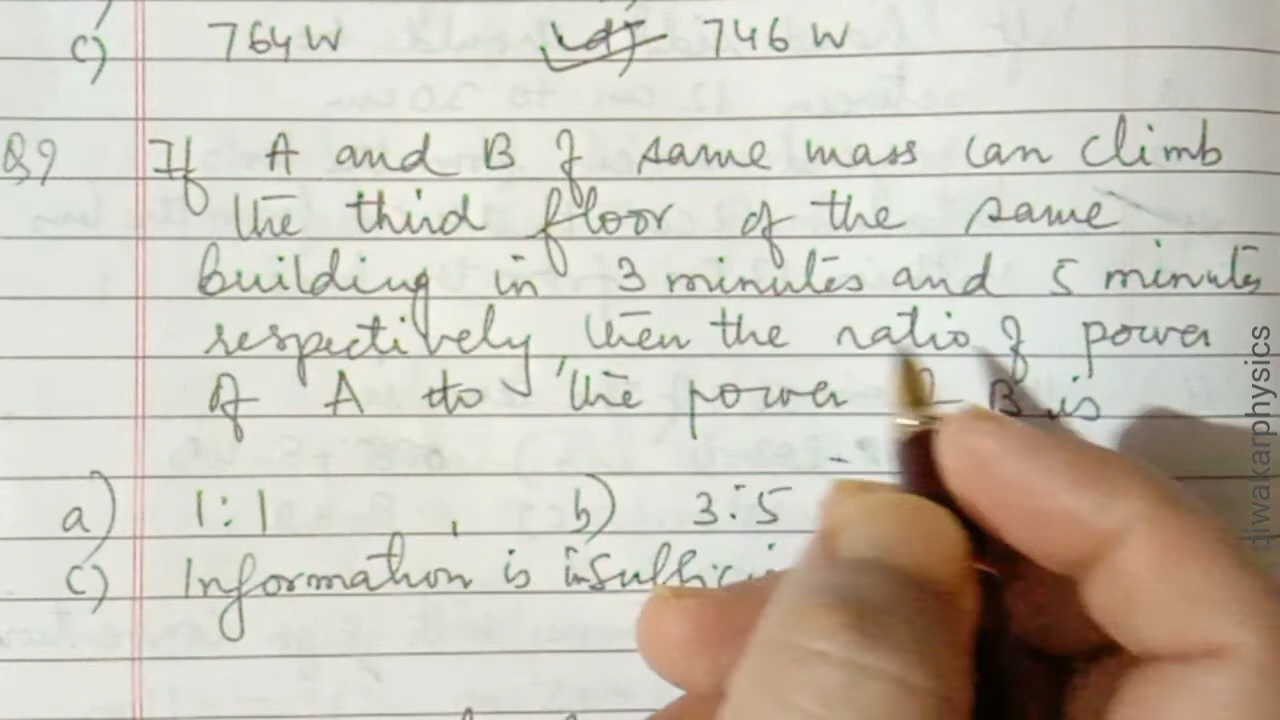 c) 764W d) 746 W
Q9 If A and B of same mass can climb
the third floor of the same
building in 3 minutes and 5 minutes
respectively, then the ratio of power
of A to the power B is
a) 1:1 b) 3:5
c) Information is
diwakarphysics